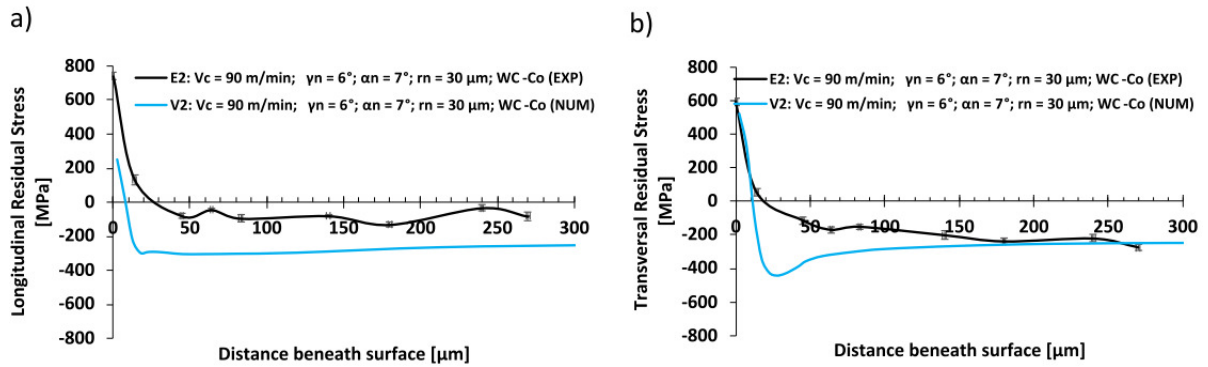 a)
Longitudinal Residual Stress
[MPa]
800
600
400
200
0
-200
-400
-600
-800
0
50
100
150
200
250
300
E2: Vc = 90 m/min; γn = 6°; αn = 7°; rn = 30 μm; WC -Co (EXP)
V2: Vc = 90 m/min; γn = 6°; αn = 7°; rn = 30 μm; WC -Co (NUM)
Distance beneath surface [μm]
b)
Transversal Residual Stress
[MPa]
800
600
400
200
0
-200
-400
-600
-800
0
50
100
150
200
250
300
E2: Vc = 90 m/min; γn = 6°; αn = 7°; rn = 30 μm; WC -Co (EXP)
V2: Vc = 90 m/min; γn = 6°; αn = 7°; rn = 30 μm; WC -Co (NUM)
Distance beneath surface [μm]